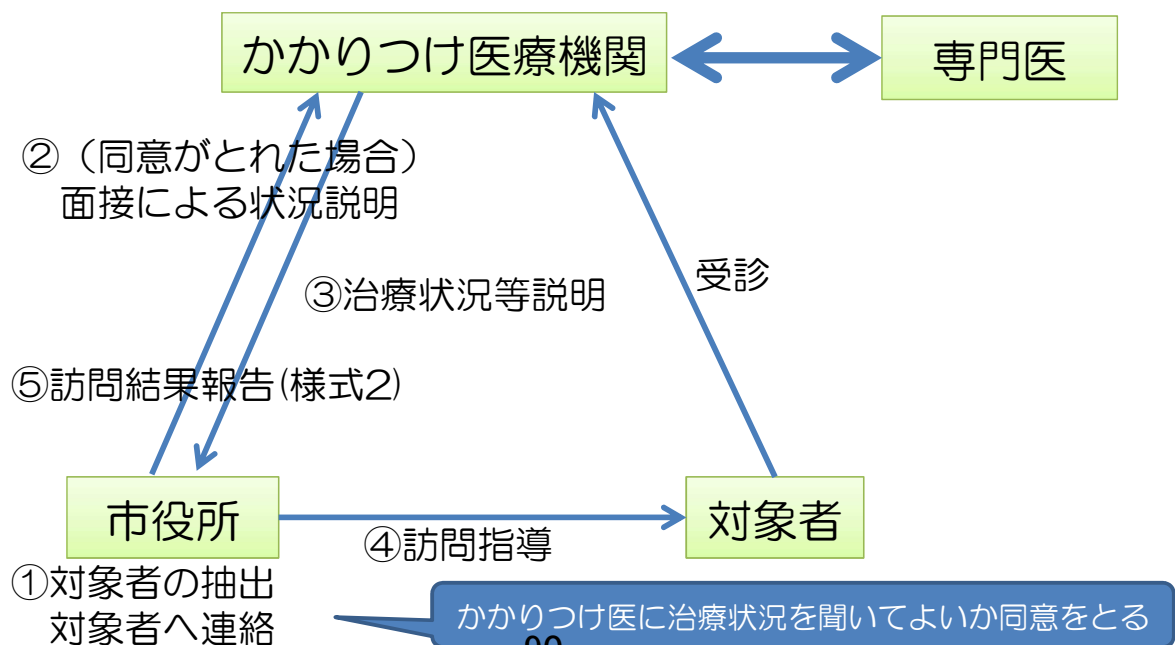 かかりつけ医療機関
専門医
②（同意がとれた場合）
面接による状況説明
③治療状況等説明
受診
⑤訪問結果報告(様式2)
市役所
対象者
④訪問指導
①対象者の抽出
対象者へ連絡
かかりつけ医に治療状況を聞いてよいか同意をとる